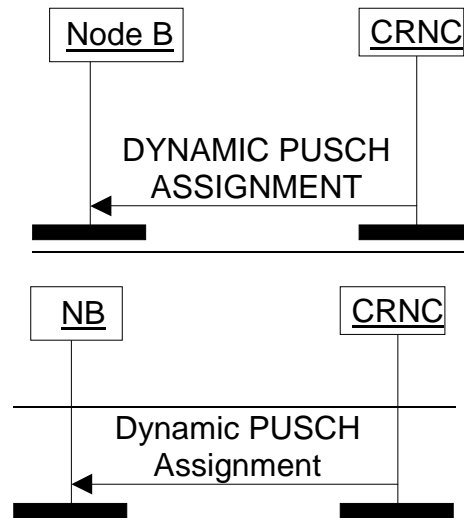 Node B
CRNC
DYNAMIC PUSCH
ASSIGNMENT
NB
CRNC
Dynamic PUSCH
Assignment